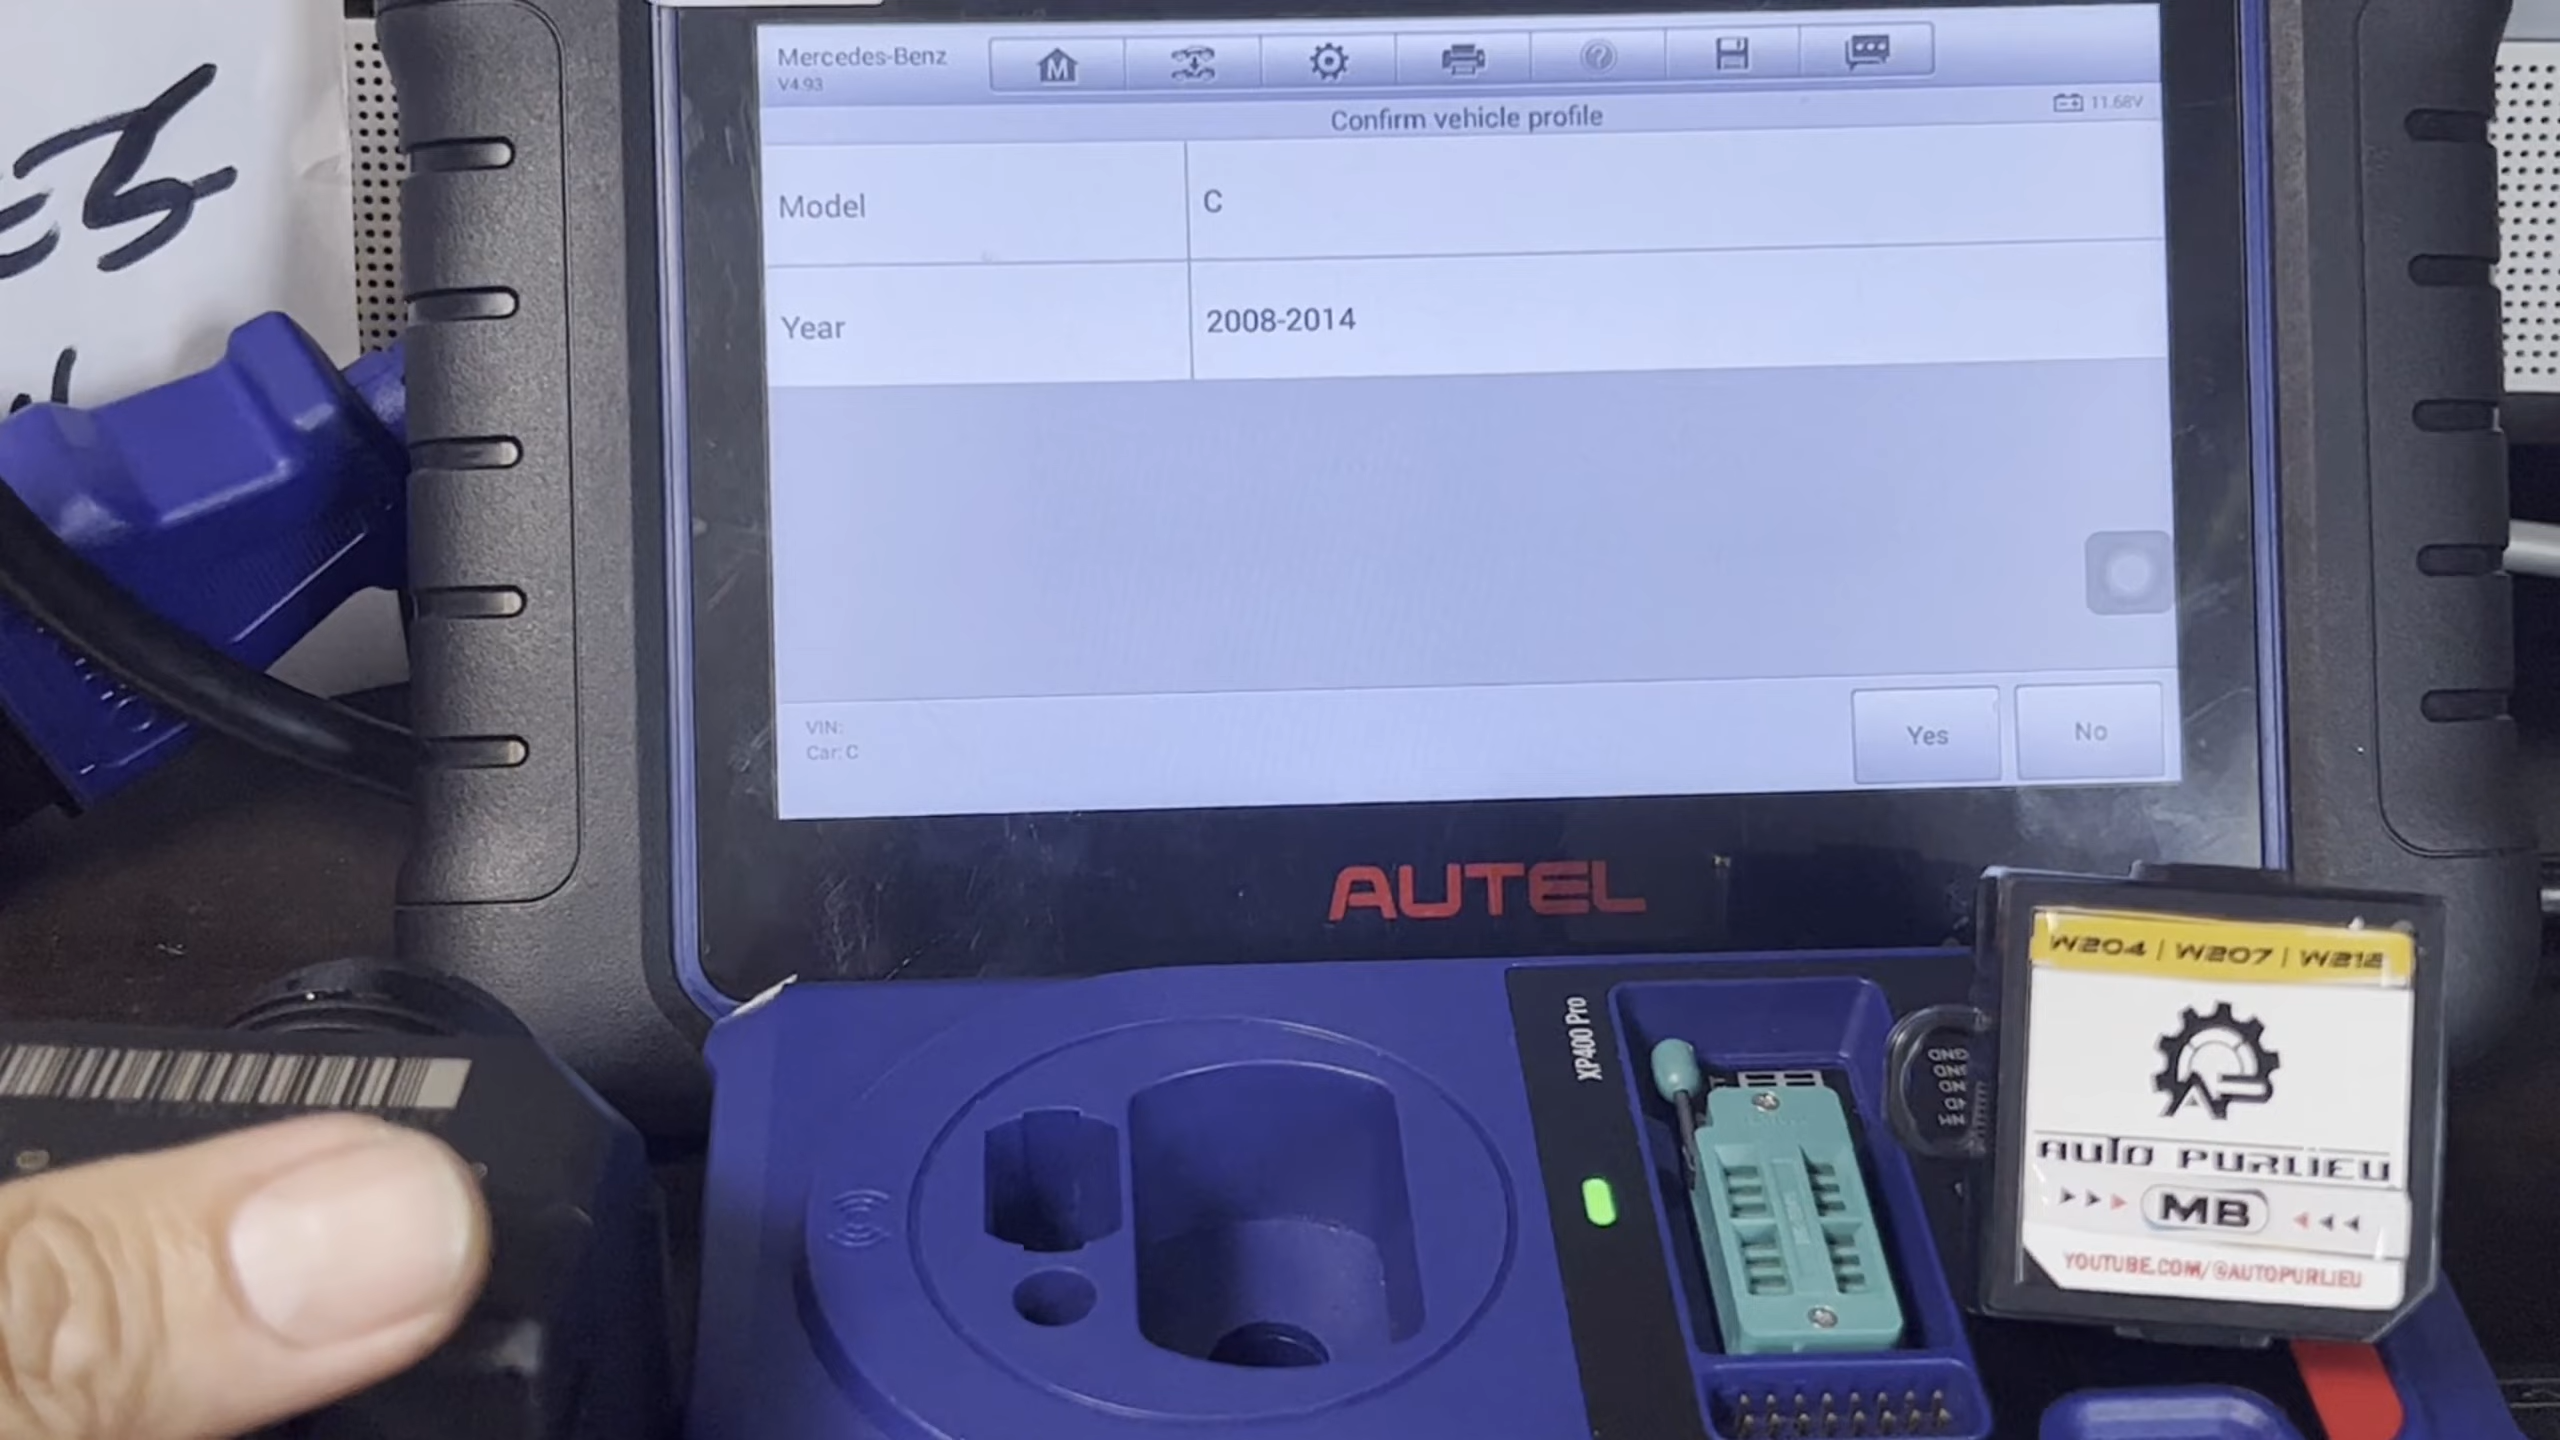 Mercedes-Benz
V4.93
Confirm vehicle profile
11.68V
Model
C
Year
2008-2014
VIN:
Car: C
Yes
No
AUTEL
XP400 Pro
W204 | W207 | W212
AUTO PURLIEU
MB
YOUTUBE.COM/@AUTOPURLIEU
GND